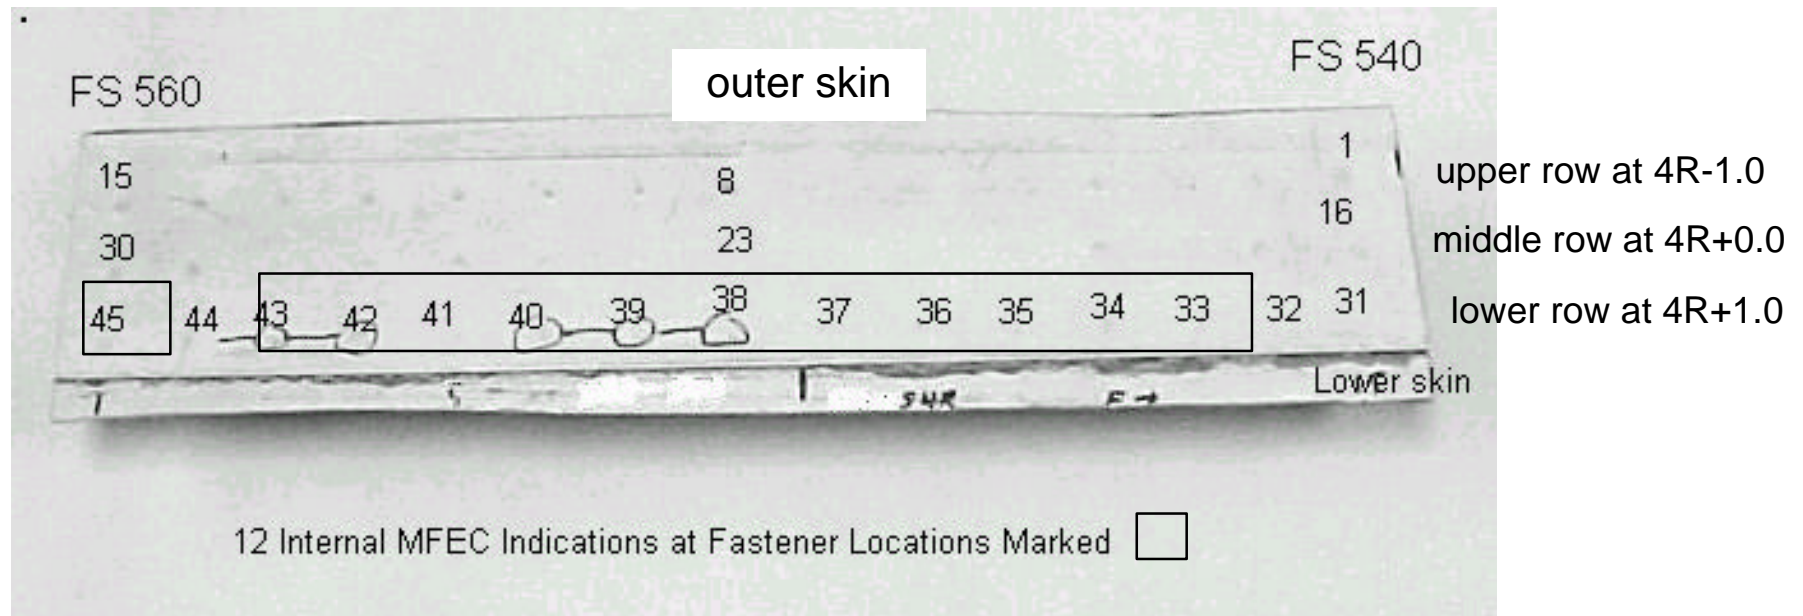 outer skin
FS 560
FS 540
15
8
1
upper row at 4R-1.0
16
30
23
middle row at 4R+0.0
45 44 43 42 41 40 39 38 37 36 35 34 33 32 31
lower row at 4R+1.0
Lower skin
S4R
F→
12 Internal MFEC Indications at Fastener Locations Marked